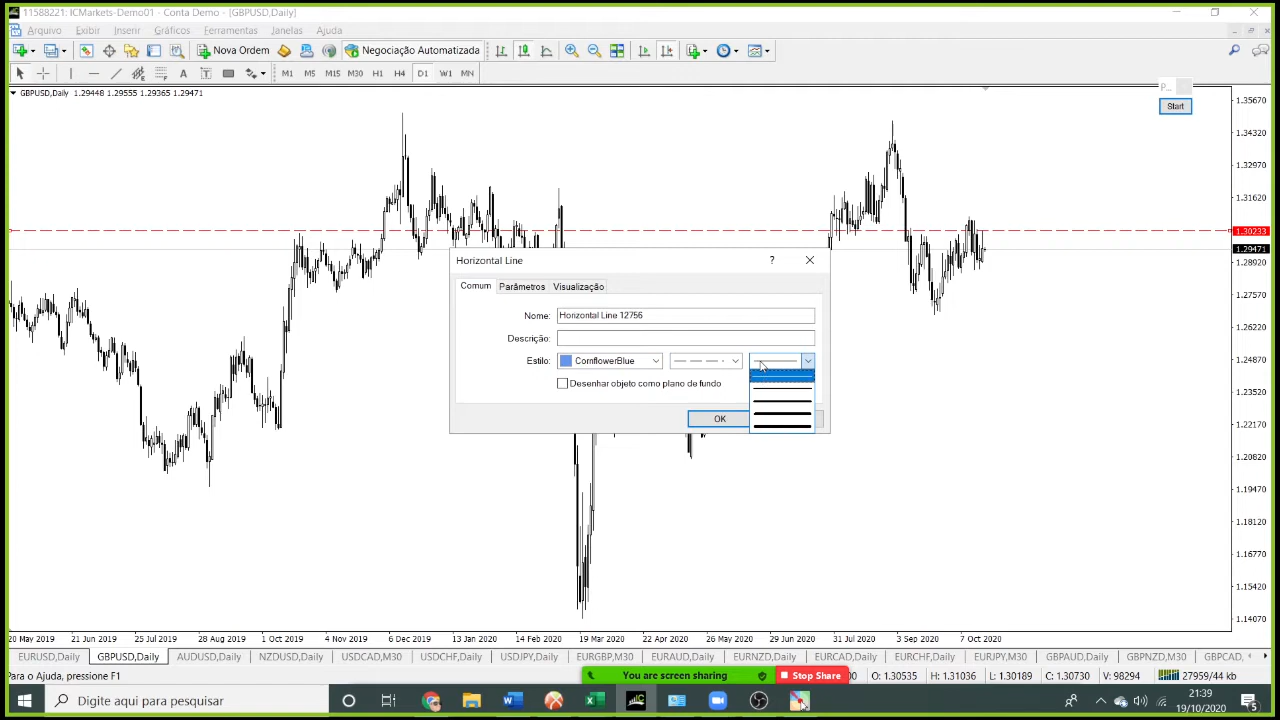 11588221: ICMarkets-Demo01 - Conta Demo - [GBPUSD,Daily]
Arquivo Exibir Inserir Gráficos Ferramentas Janelas Ajuda
Nova Ordem Negociação Automatizada
A T M1 M5 M15 M30 H1 H4 D1 W1 MN
GBPUSD,Daily 1.29448 1.29555 1.29365 1.29471
P...
Start
1.35670
1.34320
1.32970
1.31620
1.30233
1.29471
1.28920
1.27570
1.26220
1.24870
1.23520
1.22170
1.20820
1.19470
1.18120
1.16770
1.15420
1.14070
Horizontal Line ?
Comum Parâmetros Visualização
Nome: Horizontal Line 12756
Descrição:
Estilo: CornflowerBlue
Desenhar objeto como plano de fundo
OK
20 May 2019 21 Jun 2019 25 Jul 2019 28 Aug 2019 1 Oct 2019 4 Nov 2019 6 Dec 2019 13 Jan 2020 14 Feb 2020 19 Mar 2020 22 Apr 2020 26 May 2020 29 Jun 2020 31 Jul 2020 3 Sep 2020 7 Oct 2020
EURUSD,Daily GBPUSD,Daily AUDUSD,Daily NZDUSD,Daily USDCAD,M30 USDCHF,Daily USDJPY,Daily EURGBP,M30 EURAUD,Daily EURNZD,Daily EURCAD,Daily EURCHF,Daily EURJPY,M30 GBPAUD,Daily GBPNZD,M30 GBPCAD,
Para o Ajuda, pressione F1 You are screen sharing Stop Share 00 O: 1.30535 H: 1.31036 L: 1.30189 C: 1.30730 V: 98294 27959/44 kb
Digite aqui para pesquisar
21:39
19/10/2020
5